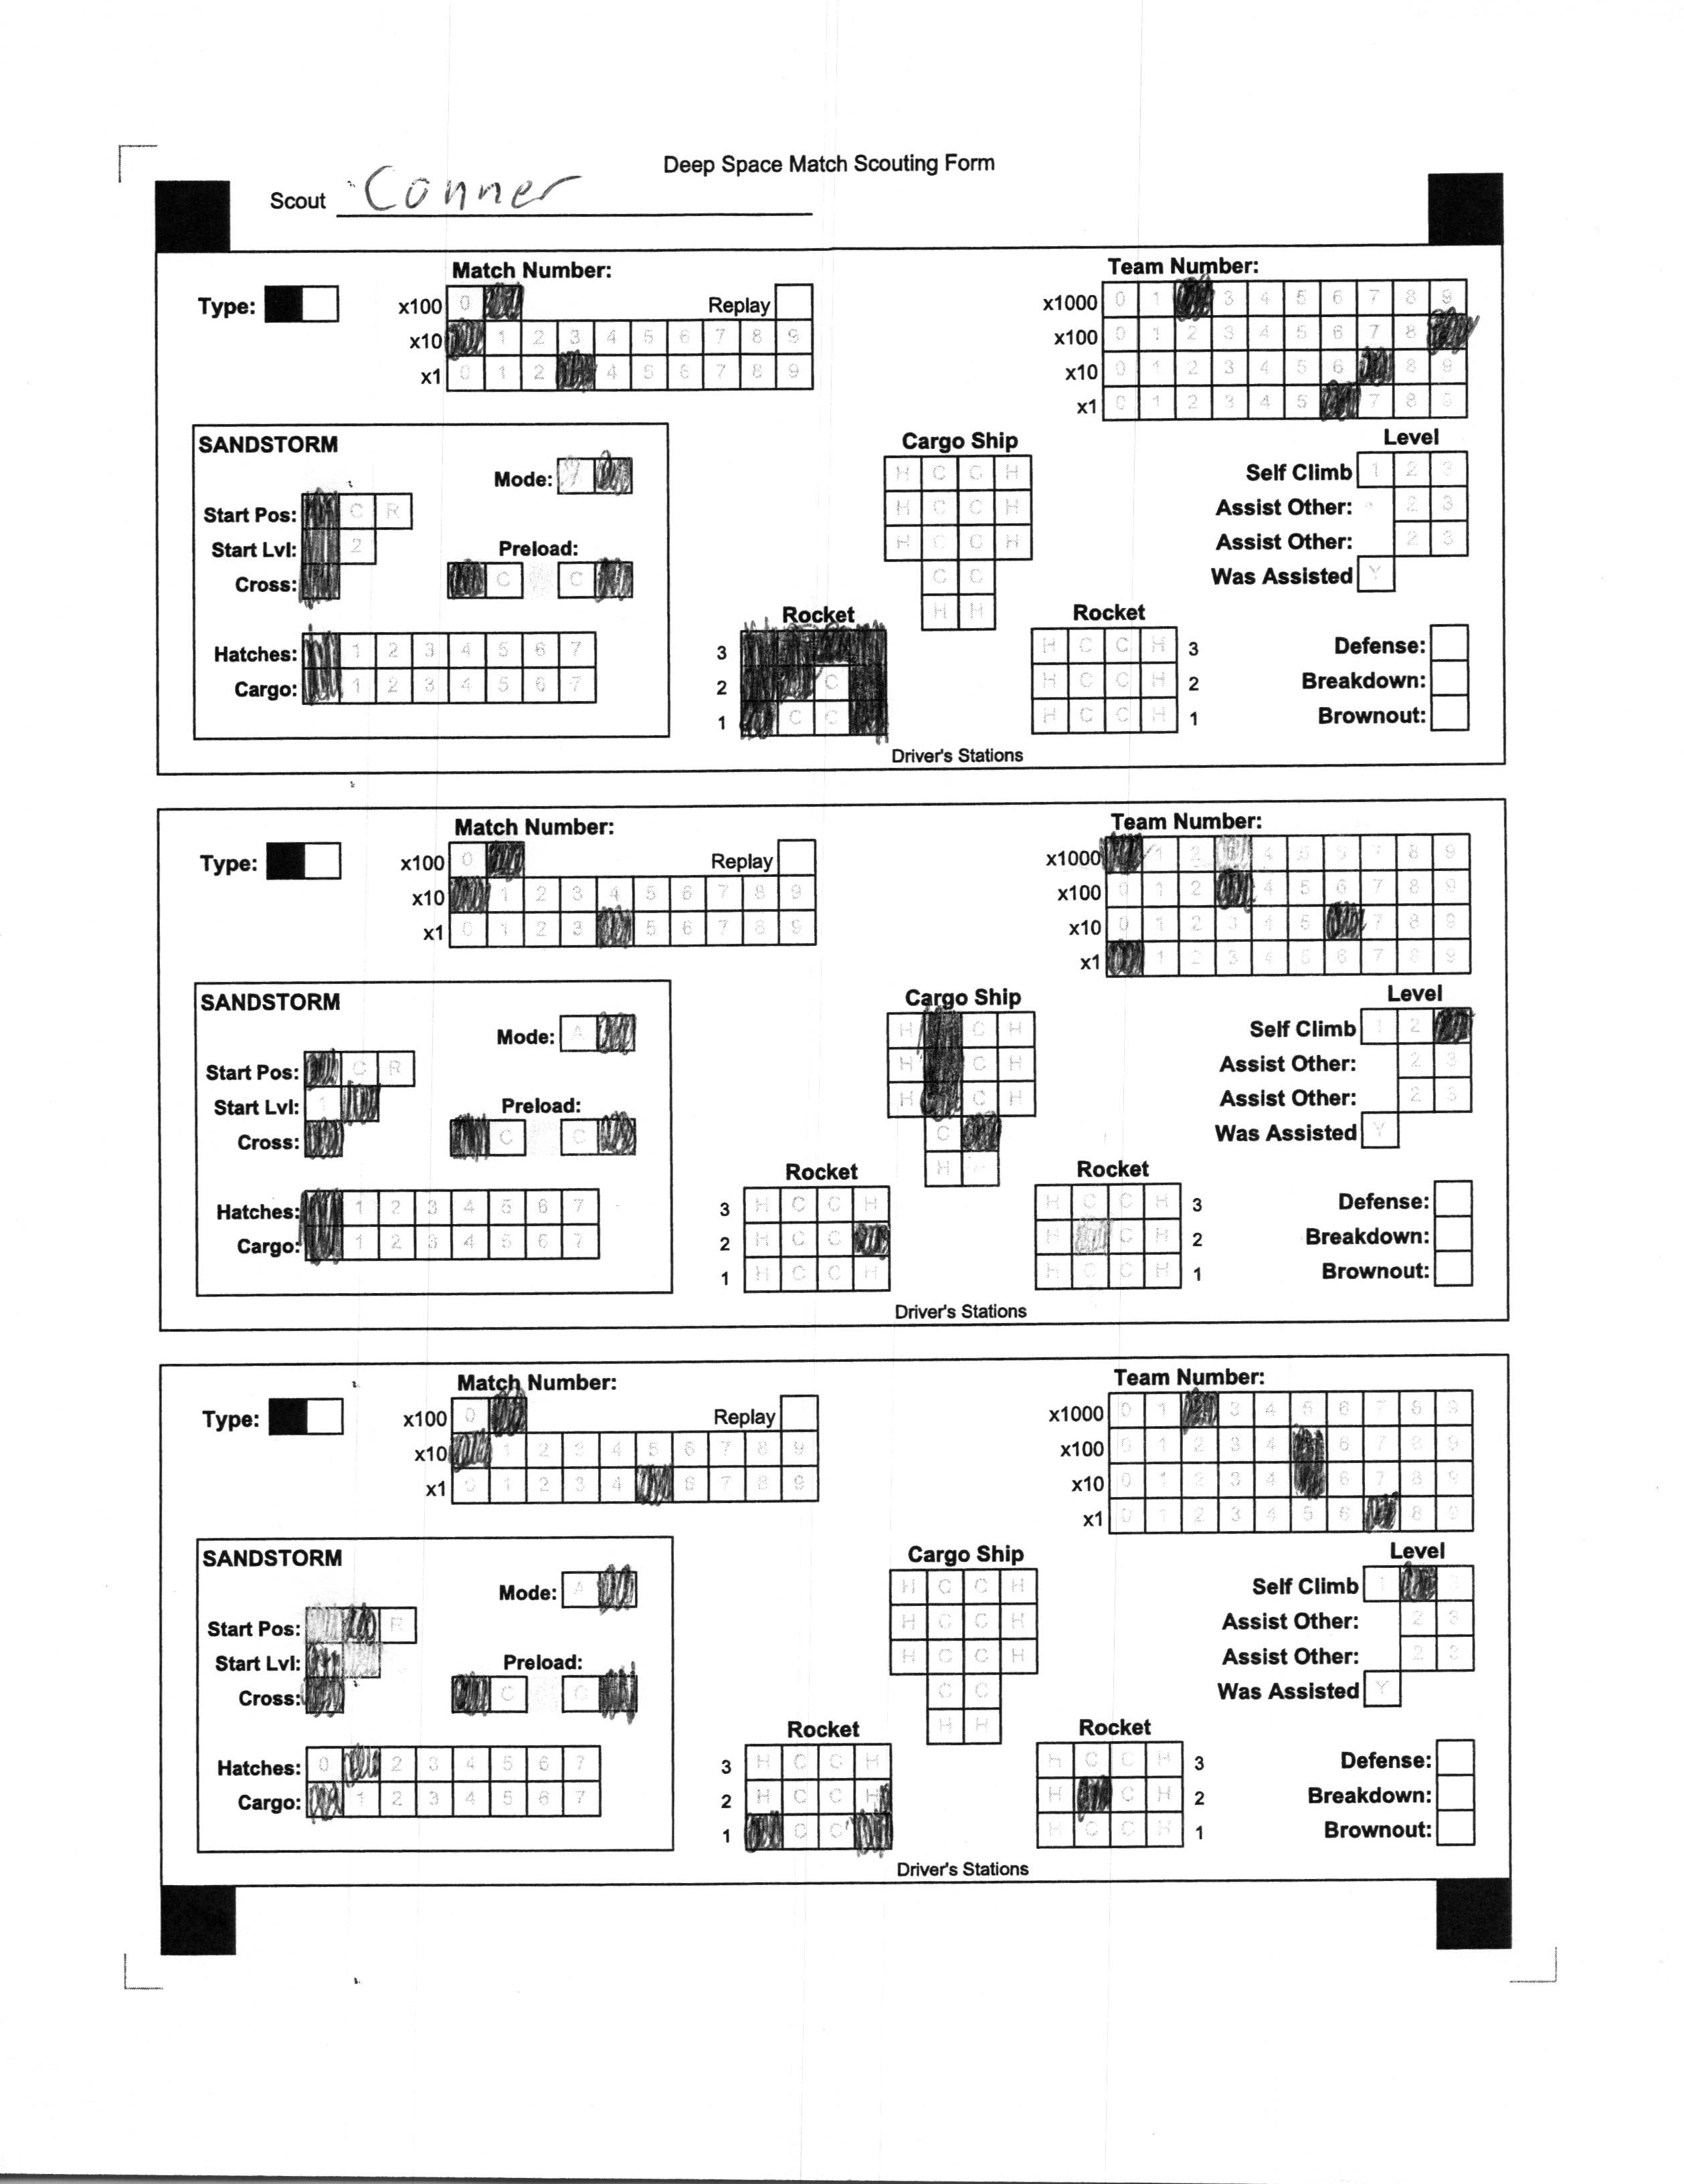 Deep Space Match Scouting Form
Scout Conner
Match Number:
Team Number:
Type:
x100 0
Replay
x10 1 2 3 4 5 6 7 8 9
x1 0 1 2 4 5 6 7 8 9
x1000 0 1 3 4 5 6 7 8 9
x100 0 1 2 3 4 5 6 7 8
x10 0 1 2 3 4 5 6 8 9
x1 0 1 2 3 4 5 7 8 9
SANDSTORM
Mode:
Start Pos: C R
Start Lvl: 2
Preload:
Cross: C C
Hatches: 1 2 3 4 5 6 7
Cargo: 1 2 3 4 5 6 7
Cargo Ship
H C C H
H C C H
H C C H
C C
H H
Rocket
3
2 C
1 C C
Rocket
H C C H 3
H C C H 2
H C C H 1
Driver's Stations
Level
Self Climb 1 2 3
Assist Other: 2 3
Assist Other: 2 3
Was Assisted Y
Defense:
Breakdown:
Brownout:
Match Number:
Team Number:
Type:
x100 0
Replay
x10 1 2 3 4 5 6 7 8 9
x1 0 1 2 3 5 6 7 8 9
x1000 1 2 3 4 5 6 7 8 9
x100 0 1 2 4 5 6 7 8 9
x10 0 1 2 3 4 5 7 8 9
x1 1 2 3 4 5 6 7 8 9
SANDSTORM
Mode: A
Start Pos: C R
Start Lvl: 1
Preload:
Cross: C C
Hatches: 1 2 3 4 5 6 7
Cargo: 1 2 3 4 5 6 7
Cargo Ship
H C H
H C H
H C H
C
H H
Rocket
3 H C C H
2 H C C
1 H C C H
Rocket
H C C H 3
H C H 2
H C C H 1
Driver's Stations
Level
Self Climb 1 2
Assist Other: 2 3
Assist Other: 2 3
Was Assisted Y
Defense:
Breakdown:
Brownout:
Match Number:
Team Number:
Type:
x100 0
Replay
x10 1 2 3 4 5 6 7 8 9
x1 0 1 2 3 4 6 7 8 9
x1000 0 1 3 4 5 6 7 8 9
x100 0 1 2 3 4 6 7 8 9
x10 0 1 2 3 4 6 7 8 9
x1 0 1 2 3 4 5 6 8 9
SANDSTORM
Mode: A
Start Pos: R
Start Lvl:
Preload:
Cross: C C
Hatches: 0 2 3 4 5 6 7
Cargo: 1 2 3 4 5 6 7
Cargo Ship
H C C H
H C C H
H C C H
C C
H H
Rocket
3 H C C H
2 H C C H
1 C C
Rocket
H C C H 3
H C H 2
H C C H 1
Driver's Stations
Level
Self Climb 1 3
Assist Other: 2 3
Assist Other: 2 3
Was Assisted Y
Defense:
Breakdown:
Brownout: